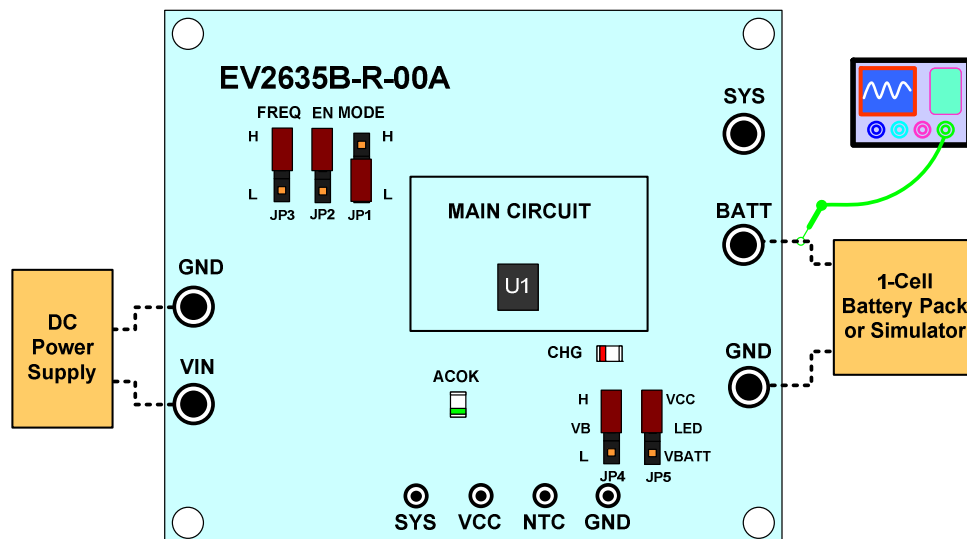 EV2635B-R-00A
FREQ EN MODE
H H
L L
JP3 JP2 JP1
SYS
MAIN CIRCUIT
BATT
U1
GND
DC
Power
Supply
VIN
1-Cell
Battery Pack
or Simulator
GND
CHG
ACOK
H VCC
VB LED
L VBATT
JP4 JP5
SYS VCC NTC GND